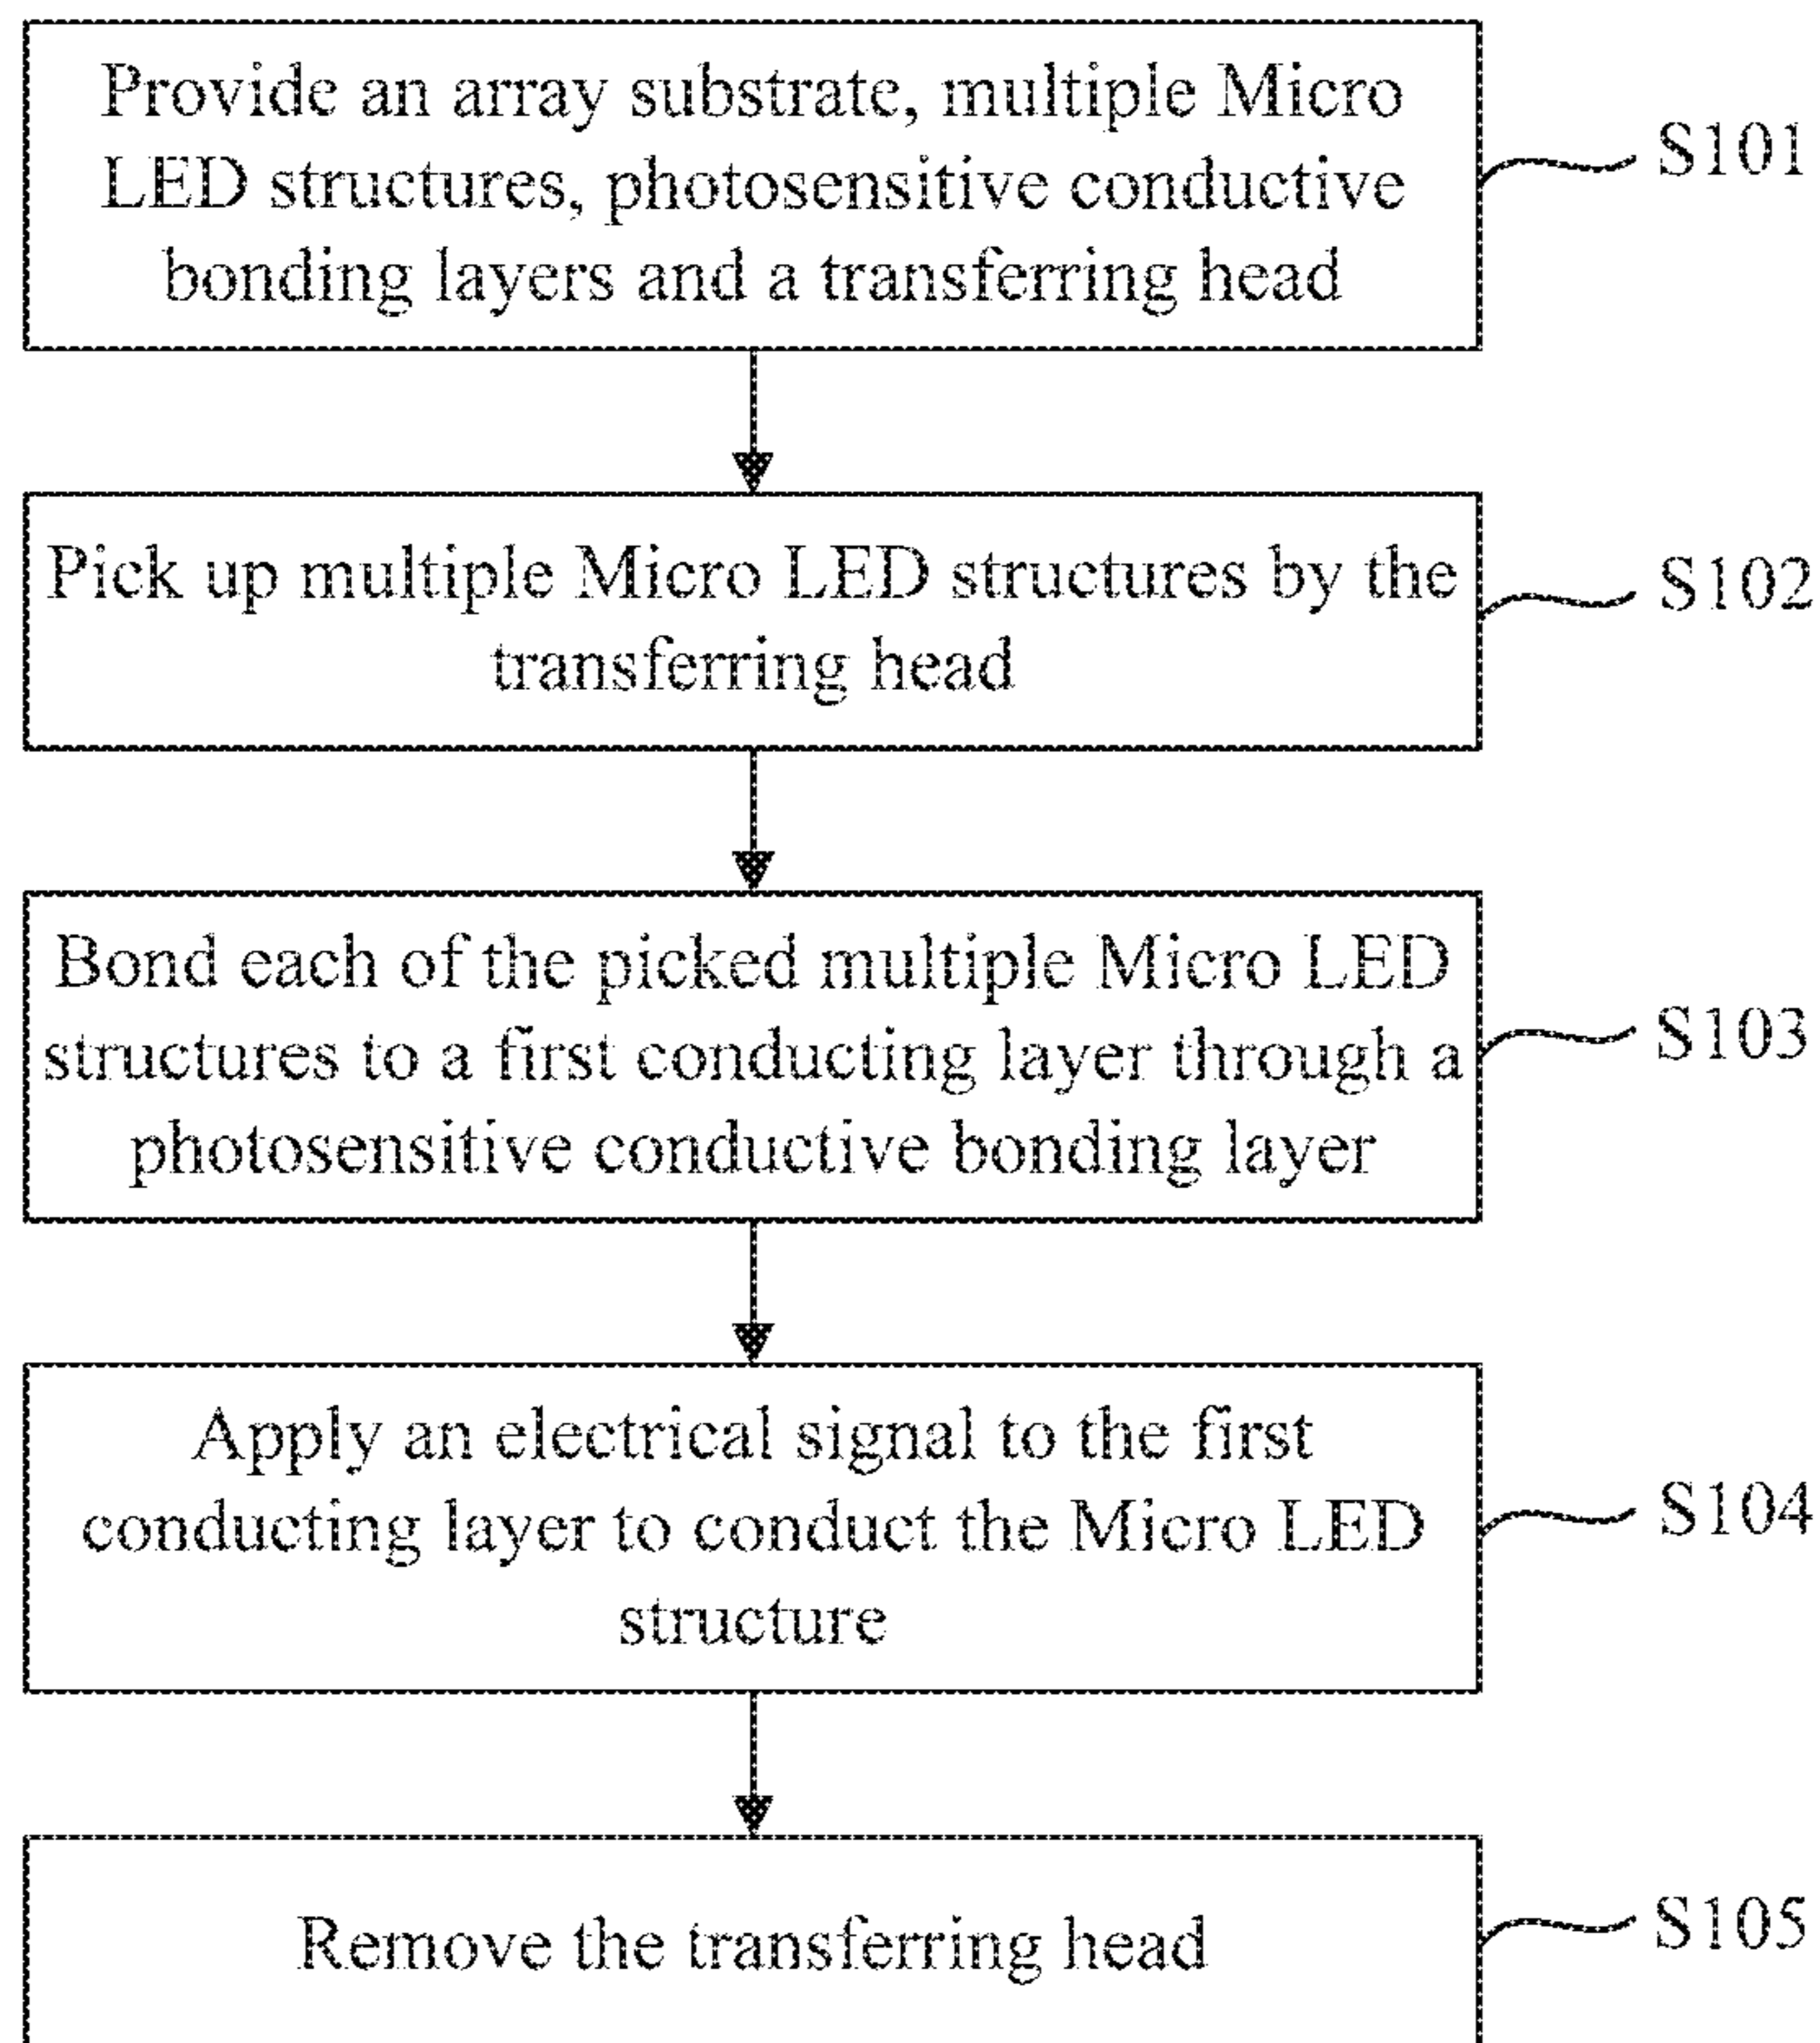 Provide an array substrate, multiple Micro
LED structures, photosensitive conductive
bonding layers and a transferring head
S101
Pick up multiple Micro LED structures by the
transferring head
S102
Bond each of the picked multiple Micro LED
structures to a first conducting layer through a
photosensitive conductive bonding layer
S103
Apply an electrical signal to the first
conducting layer to conduct the Micro LED
structure
S104
Remove the transferring head
S105